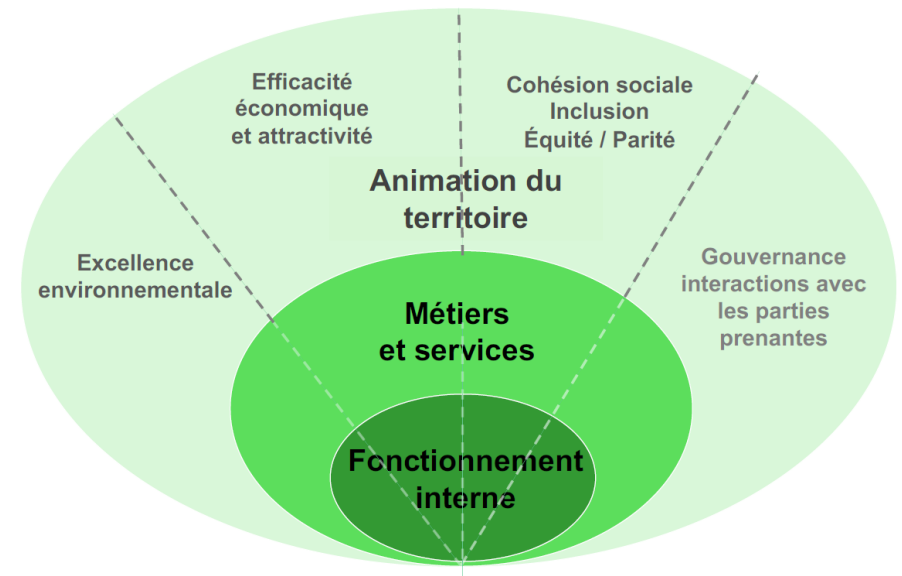 Efficacité
économique
et attractivité
Cohésion sociale
Inclusion
Équité / Parité
Animation du
territoire
Excellence
environnementale
Gouvernance
interactions avec
les parties
prenantes
Métiers
et services
Fonctionnement
interne